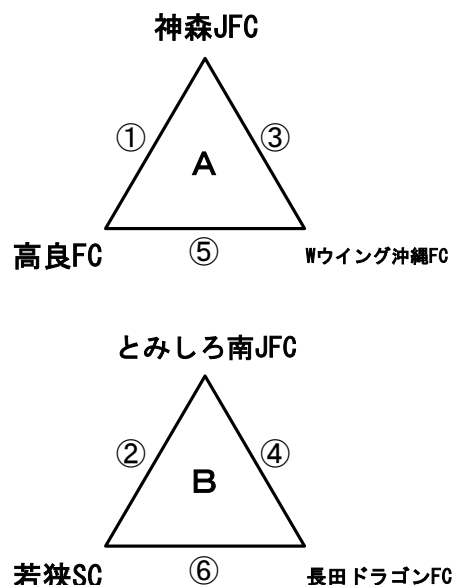 神森JFC
① ③
A
高良FC ⑤ Wウイング沖縄FC
とみしろ南JFC
② ④
B
若狭SC ⑥ 長田ドラゴンFC